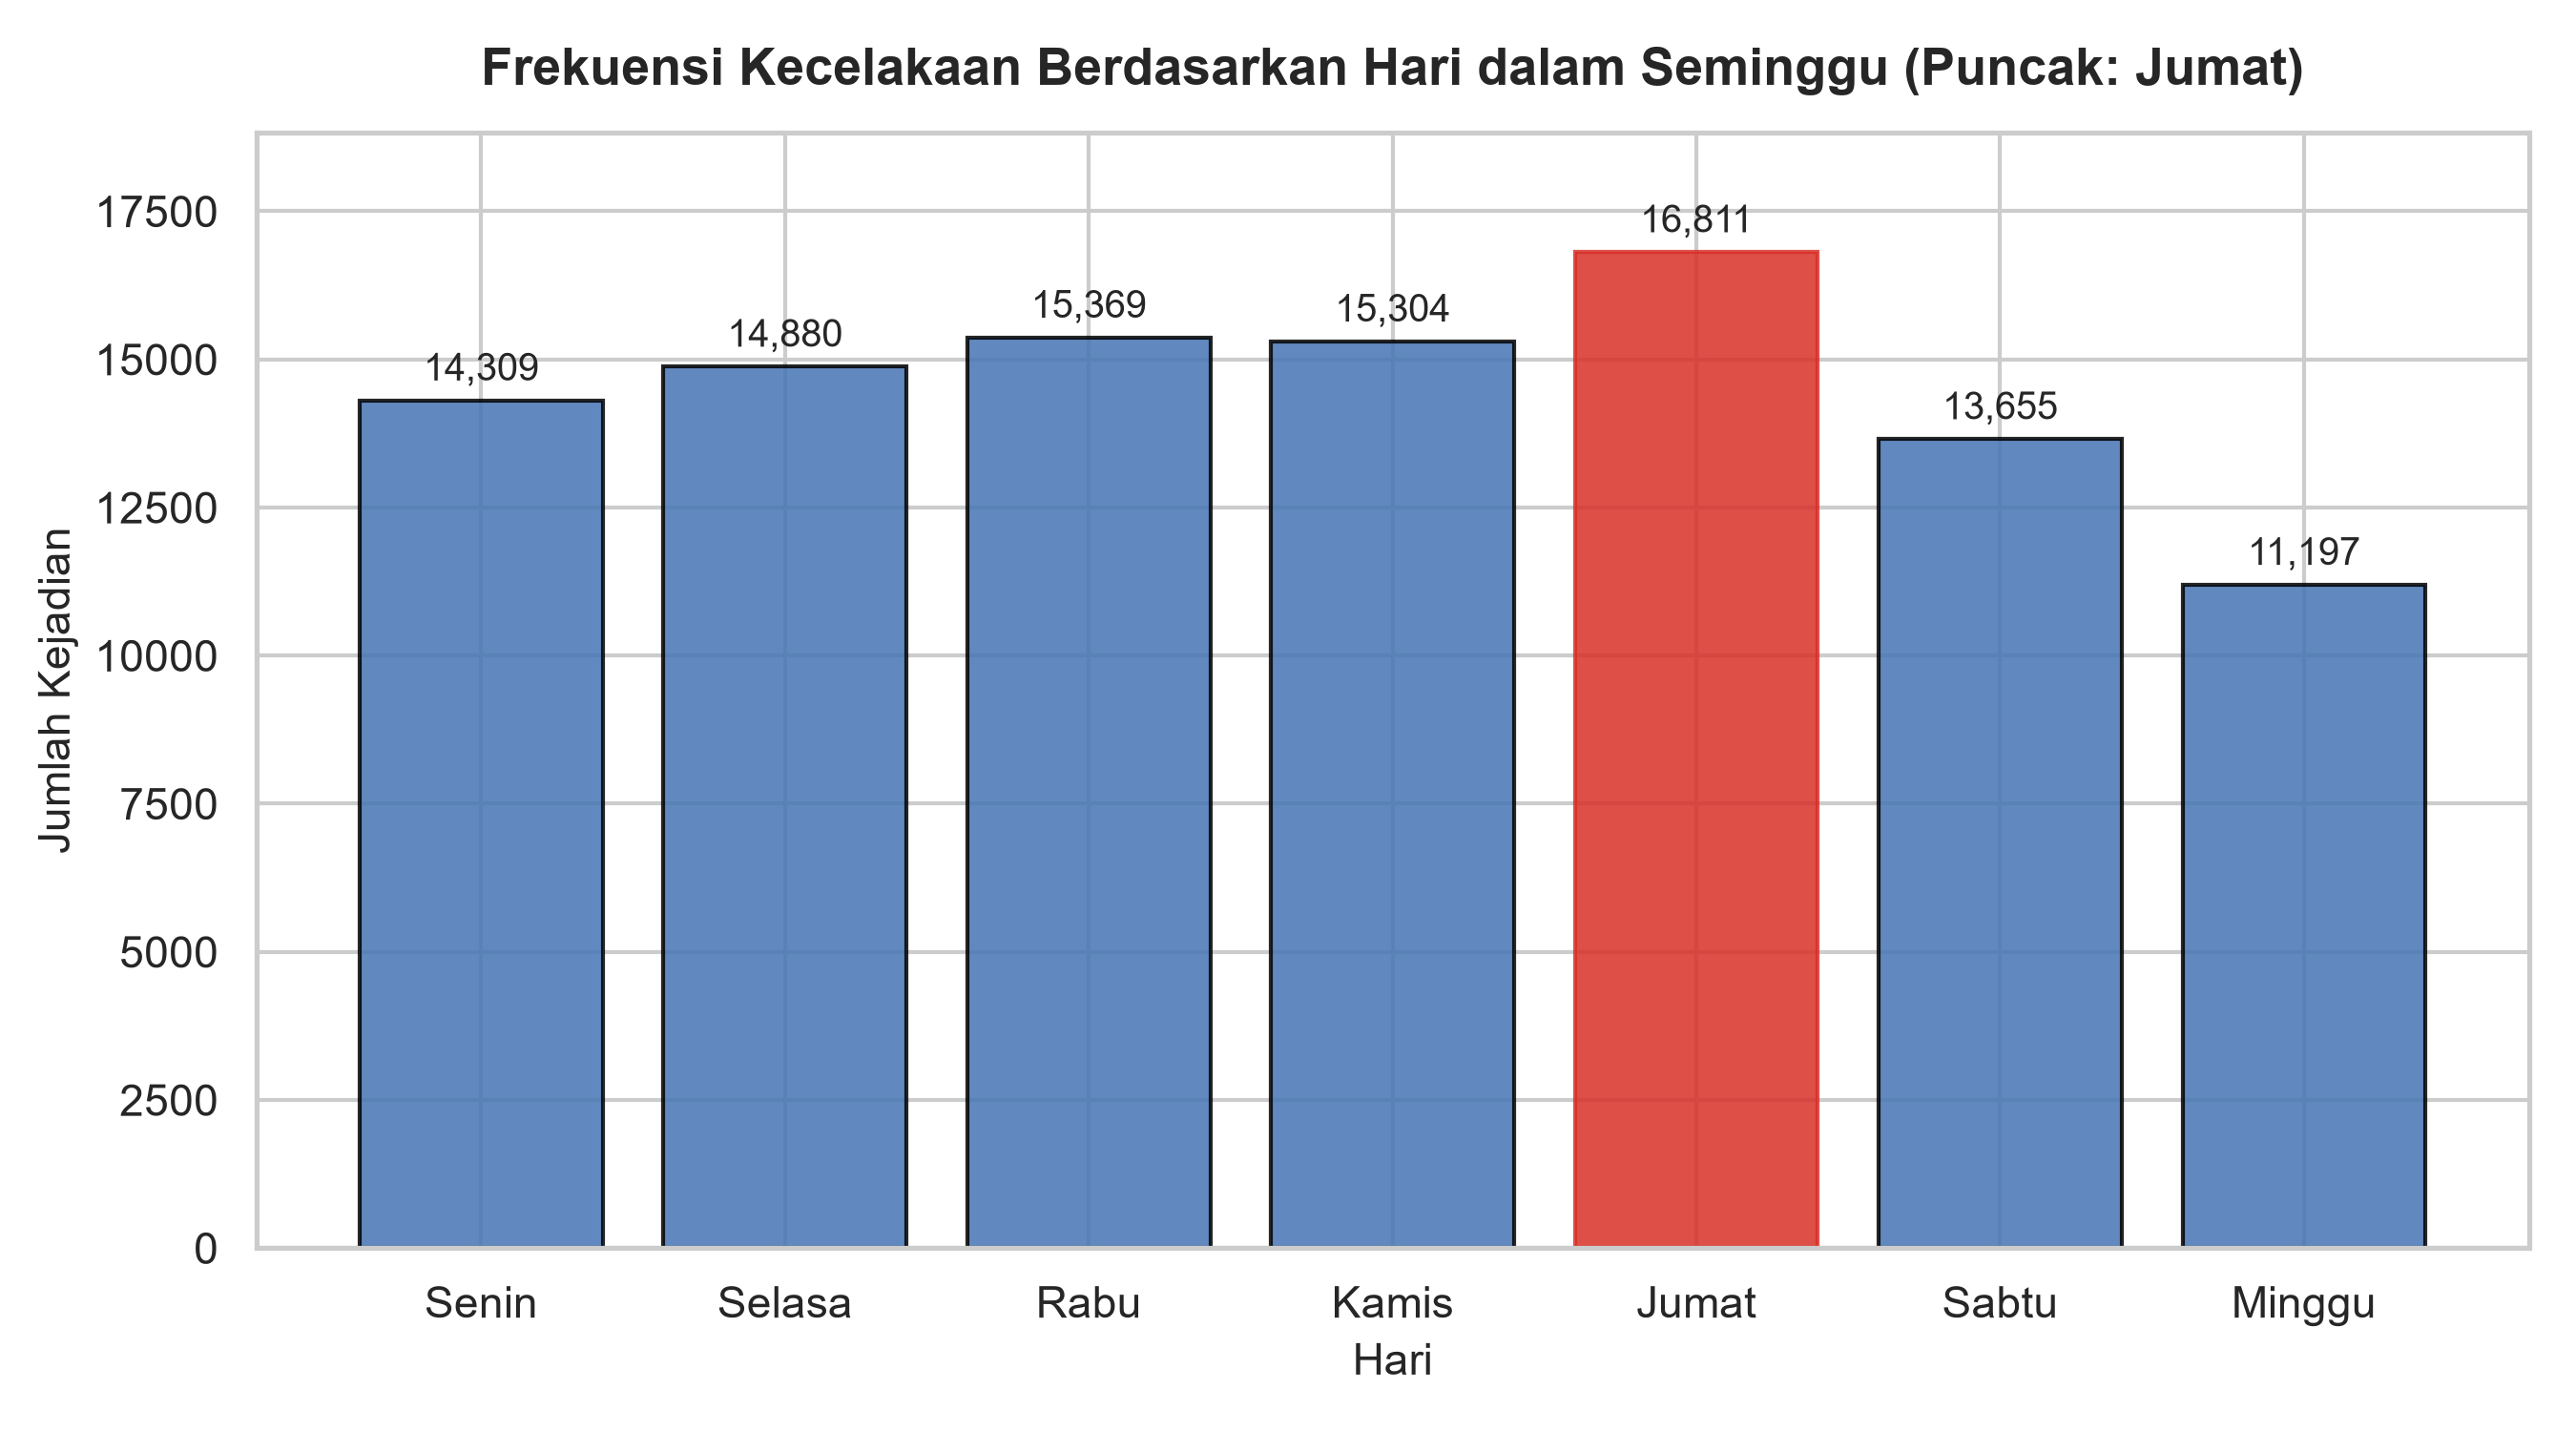 Frekuensi Kecelakaan Berdasarkan Hari dalam Seminggu (Puncak: Jumat)
17500
15000
12500
10000
7500
5000
2500
0
Jumlah Kejadian
14,309
14,880
15,369
15,304
16,811
13,655
11,197
Senin
Selasa
Rabu
Kamis
Jumat
Sabtu
Minggu
Hari